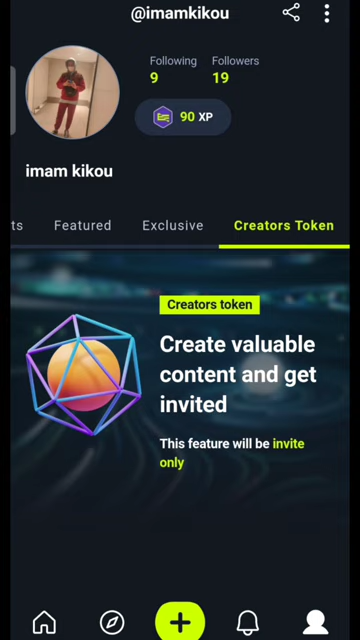 @imamkikou
Following Followers
9 19
90 XP
imam kikou
ts Featured Exclusive Creators Token
Creators token
Create valuable
content and get
invited
This feature will be invite
only